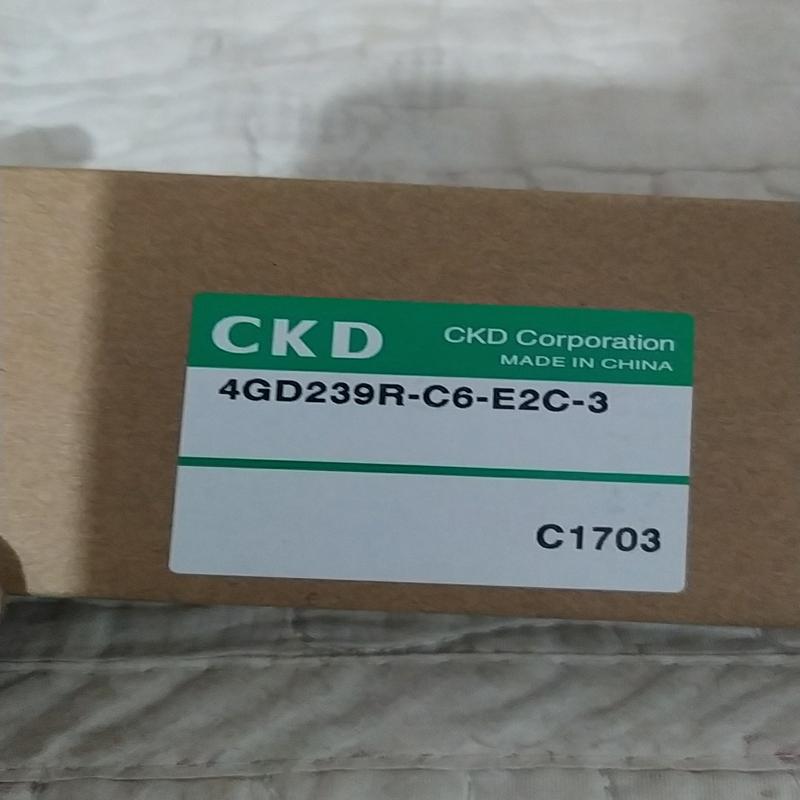 CKD
CKD Corporation
MADE IN CHINA
4GD239R-C6-E2C-3
C1703